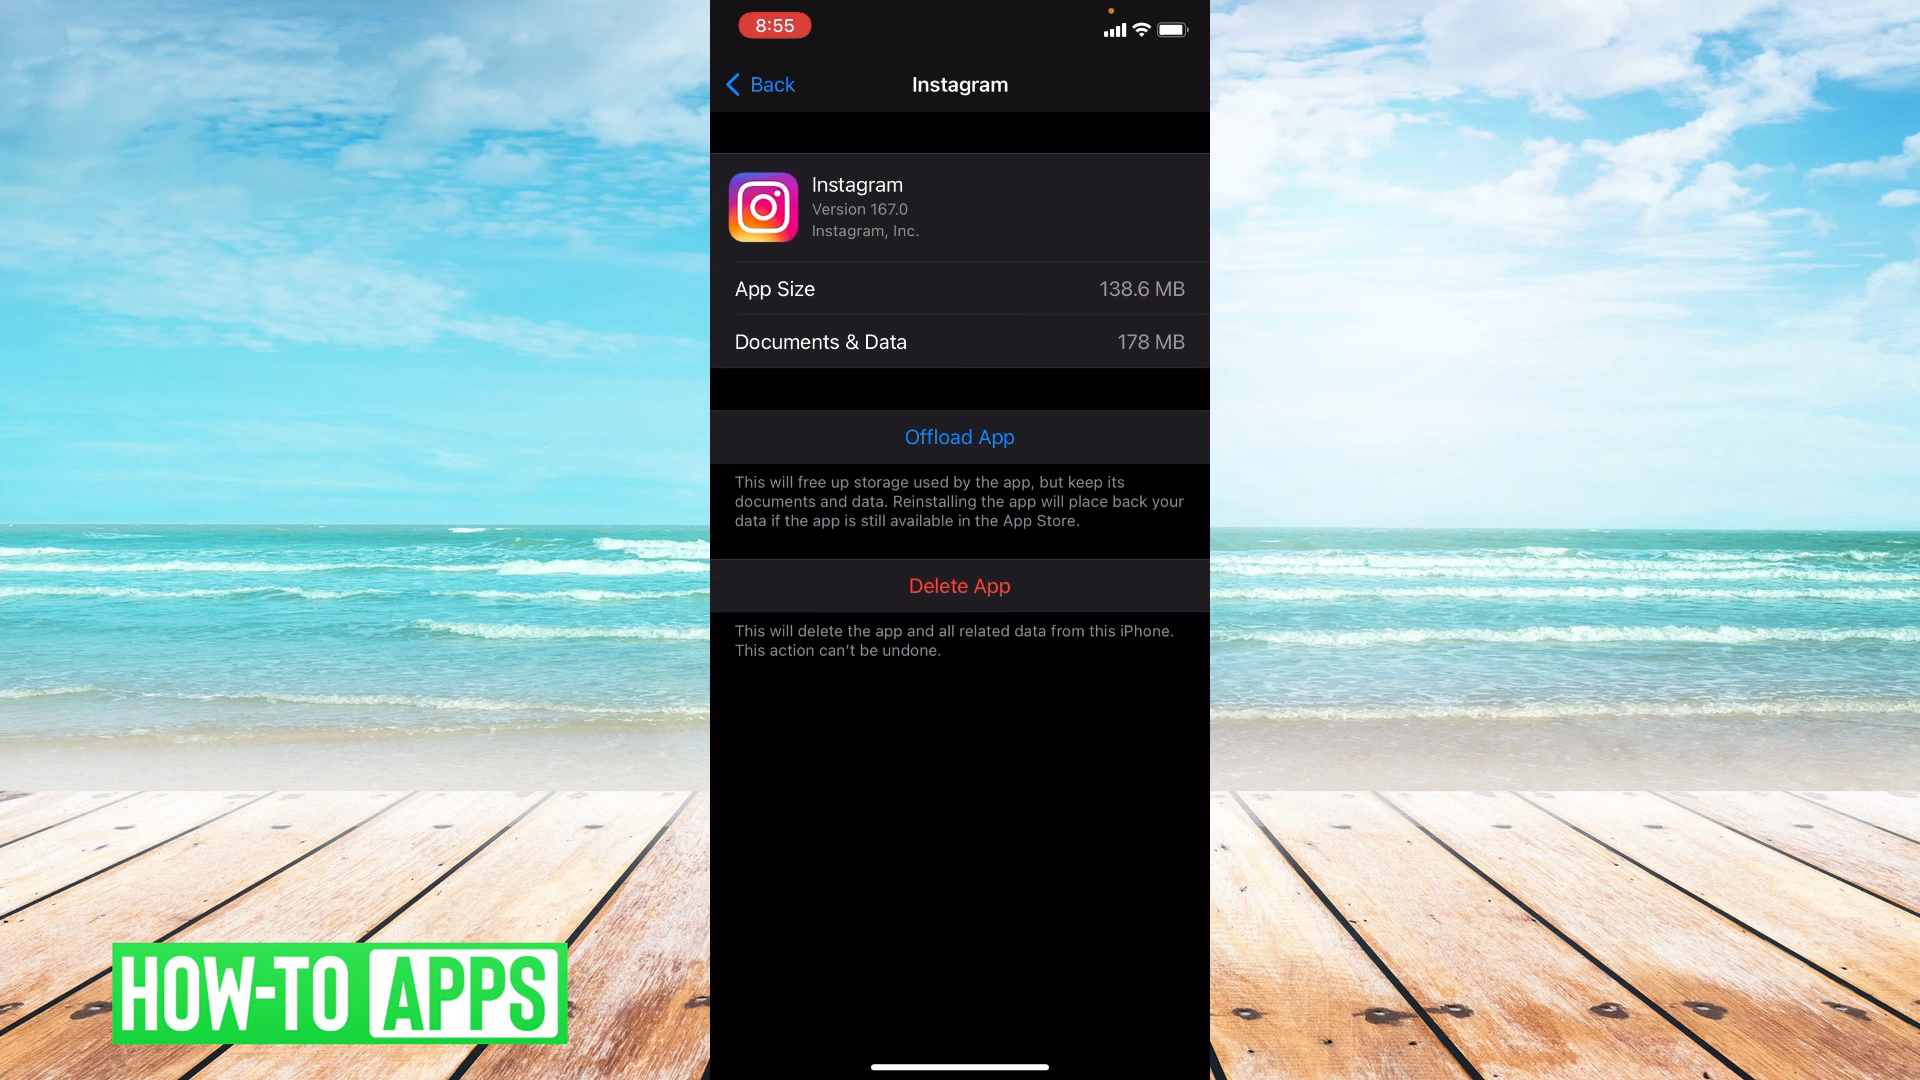 8:55
Back
Instagram
Instagram
Version 167.0
Instagram, Inc.
App Size
138.6 MB
Documents & Data
178 MB
Offload App
This will free up storage used by the app, but keep its
documents and data. Reinstalling the app will place back your
data if the app is still available in the App Store.
Delete App
This will delete the app and all related data from this iPhone.
This action can’t be undone.
HOW-TO APPS